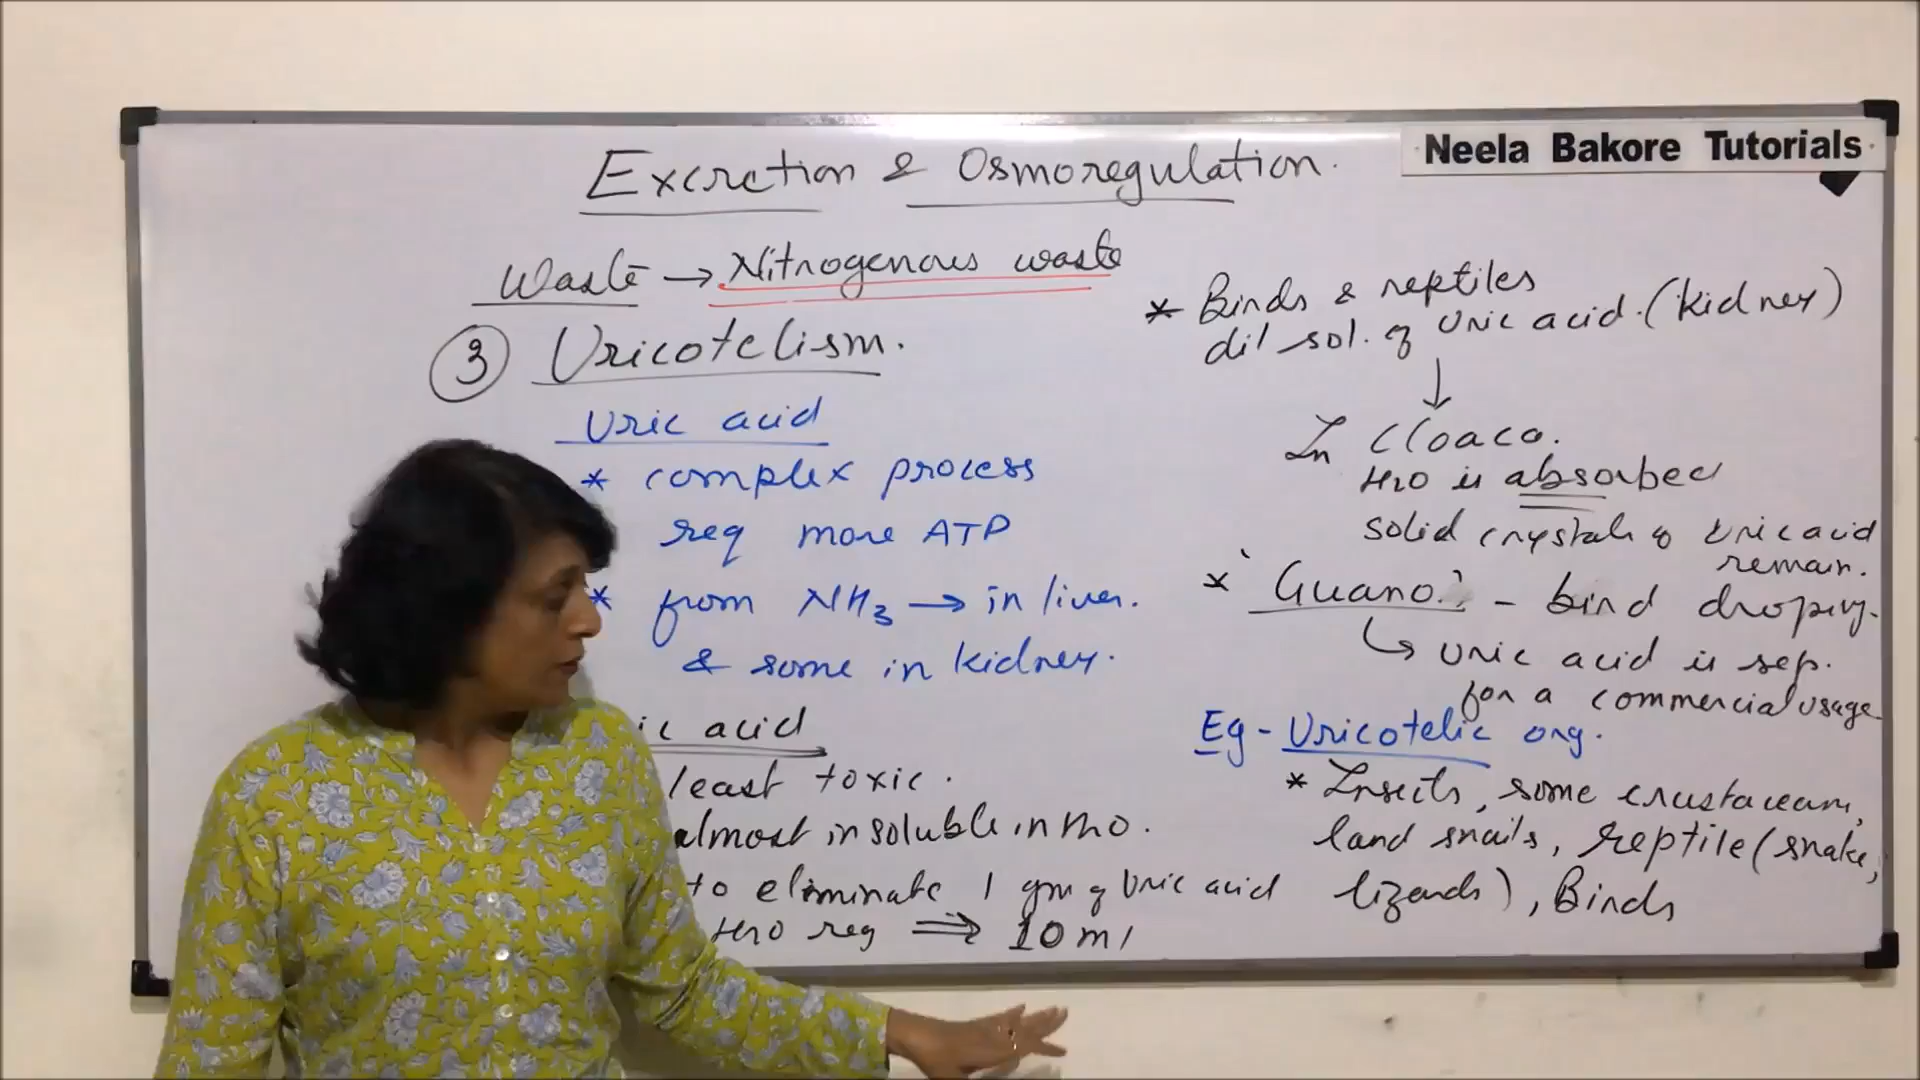 Neela Bakore Tutorials
Excretion & Osmoregulation.
Waste → Nitrogenous waste
3 Uricotelism.
Uric acid
* complex process
req more ATP
* from NH3 → in liver.
& some in kidney.
ic acid
least toxic.
almost insoluble in H2O.
to eliminate 1 gm of Uric acid
H2O req ⇒ 10 ml
* Birds & reptiles
dil sol. of Uric acid. (kidney)
↓
In Cloaca.
H2O is absorbed
solid crystals of Uric acid
remain.
* 'Guano' - bird droping.
↳ Uric acid is sep.
for a commercial usage
Eg - Uricotelic org.
* Insects, some crustaceans,
land snails, reptile (snake,
lizards), Birds